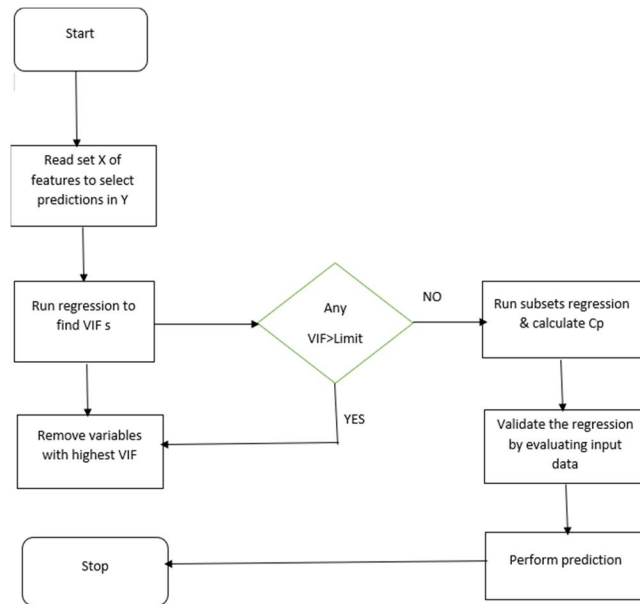 Start
Read set X of
features to select
predictions in Y
Run regression to
find VIF s
Any
VIF>Limit
NO
YES
Remove variables
with highest VIF
Run subsets regression
& calculate Cp
Validate the regression
by evaluating input
data
Perform prediction
Stop